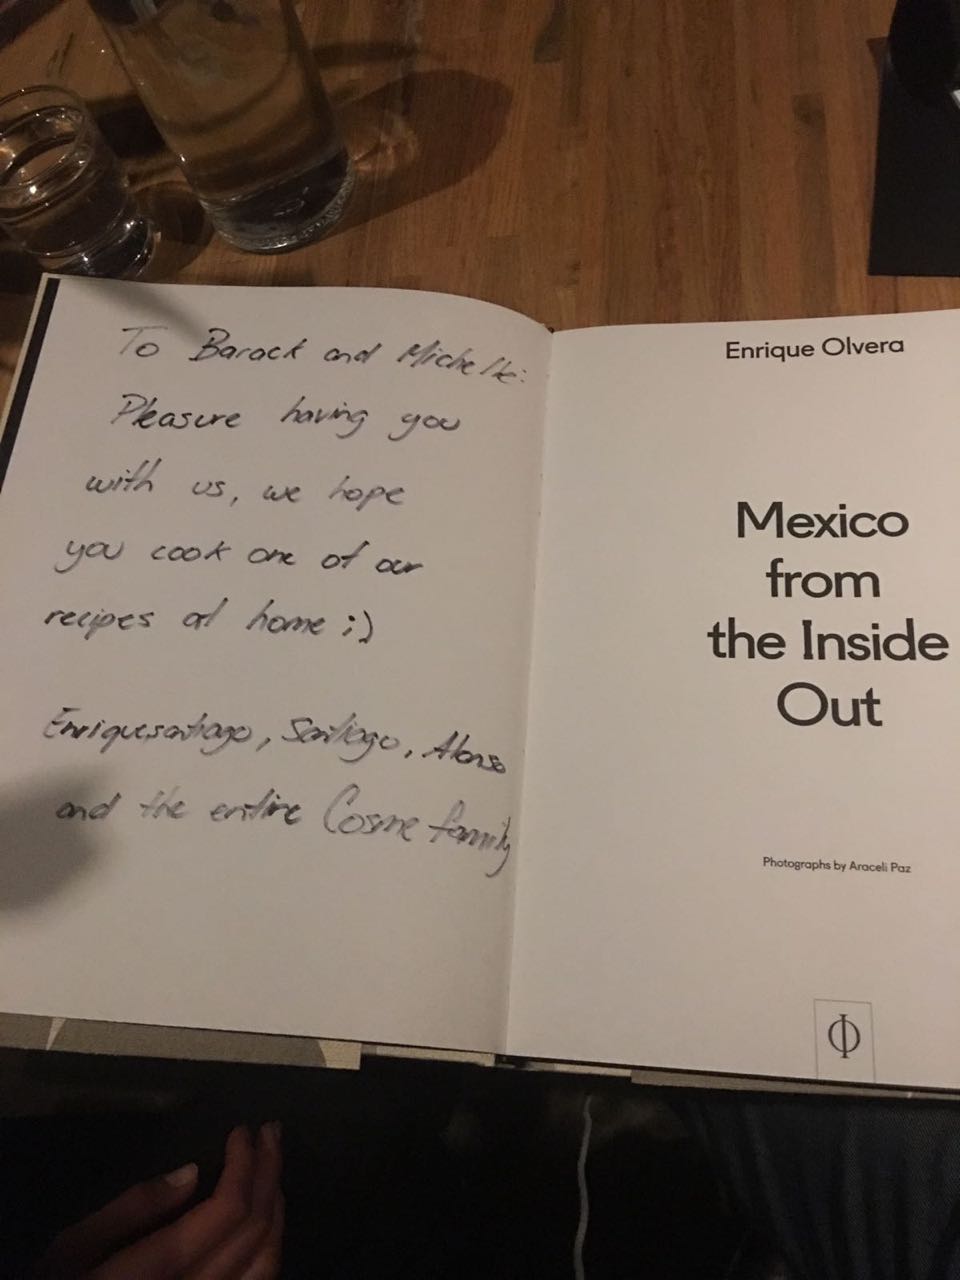 To Barack and Michelle:
Pleasure having you
with us, we hope
you cook one of our
recipes at home ;)
Enriquesantiago, Santiago, Alonso
and the entire Cosme family
Enrique Olvera
Mexico
from
the Inside
Out
Photographs by Araceli Paz